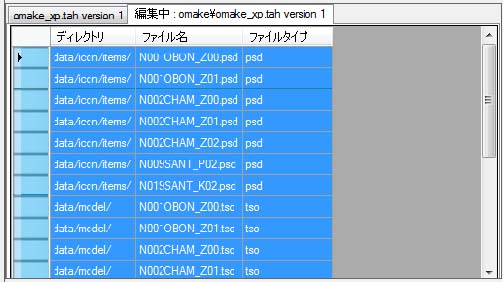 omake_xp.tah version 1 編集中 : omake¥omake_xp.tah version 1
ディレクトリ ファイル名 ファイルタイプ
data/icon/items/ N001OBON_Z00.psd psd
data/icon/items/ N001OBON_Z01.psd psd
data/icon/items/ N002CHAM_Z00.psd psd
data/icon/items/ N002CHAM_Z01.psd psd
data/icon/items/ N002CHAM_Z02.psd psd
data/icon/items/ N009SANT_P02.psd psd
data/icon/items/ N019SANT_K02.psd psd
data/model/ N001OBON_Z00.tso tso
data/model/ N001OBON_Z01.tso tso
data/model/ N002CHAM_Z00.tso tso
data/model/ N002CHAM_Z01.tso tso